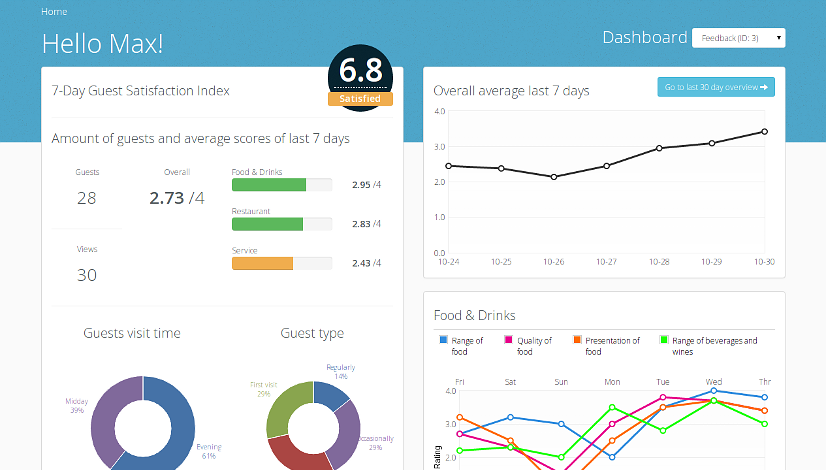 Home
Hello Max!
Dashboard
Feedback (ID: 3)
7-Day Guest Satisfaction Index
6.8
Satisfied
Amount of guests and average scores of last 7 days
Guests
28
Views
30
Overall
2.73 /4
Food & Drinks
2.95 /4
Restaurant
2.83 /4
Service
2.43 /4
Guests visit time
Midday
39%
Evening
61%
Guest type
Regularly
14%
First visit
29%
Occasionally
29%
Overall average last 7 days
Go to last 30 day overview
4.0
3.0
2.0
1.0
0.0
10-24 10-25 10-26 10-27 10-28 10-29 10-30
Food & Drinks
Range of
food
Quality of
food
Presentation of
food
Range of beverages and
wines
Fri Sat Sun Mon Tue Wed Thr
4.0
3.0
2.0
Rating